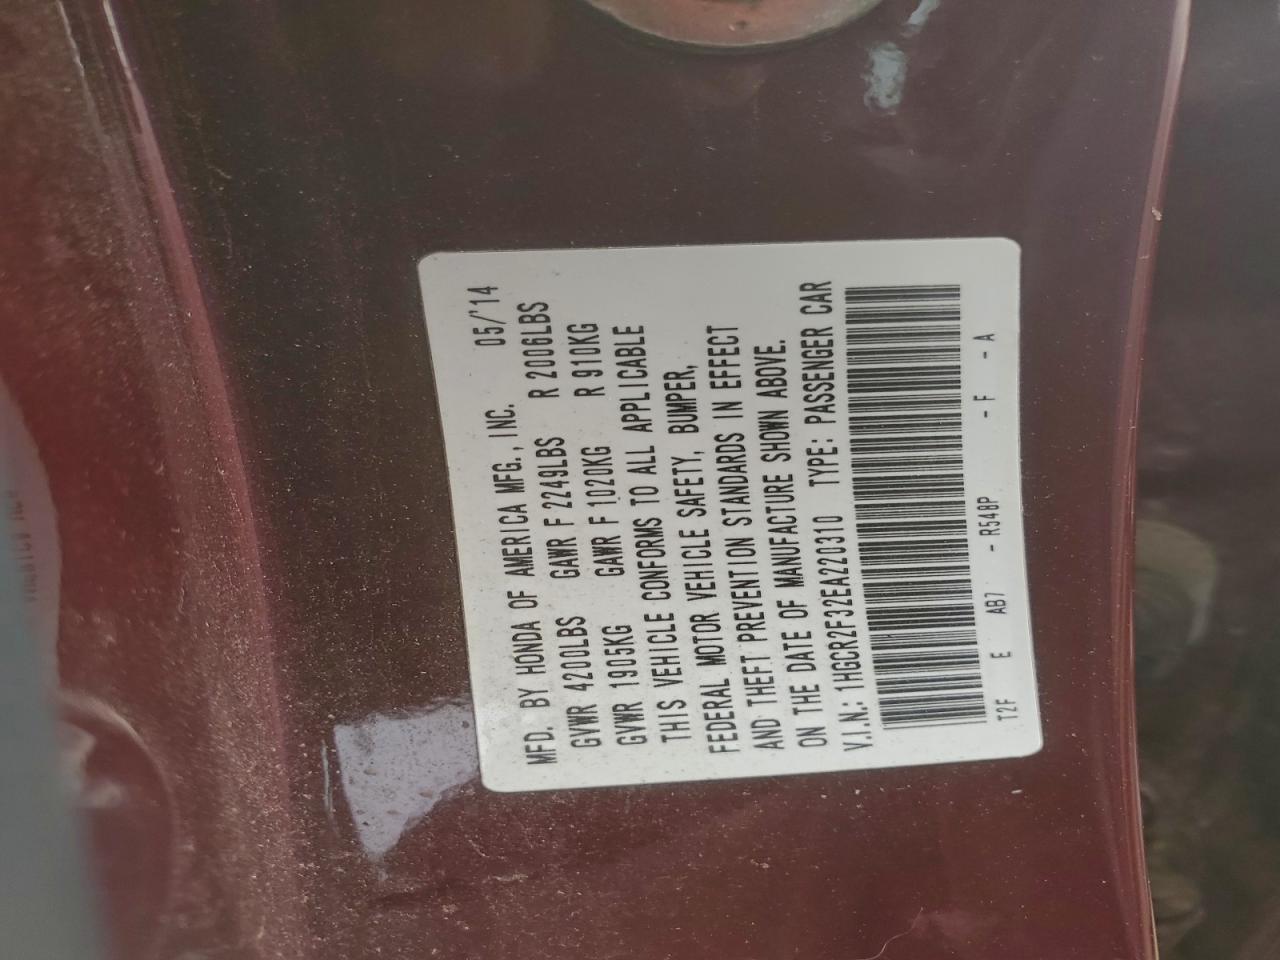 MFD. BY HONDA OF AMERICA MFG., INC. 05/'14
GVWR 4200LBS GAWR F 2249LBS R 2006LBS
GVWR 1905KG GAWR F 1020KG R 910KG
THIS VEHICLE CONFORMS TO ALL APPLICABLE
FEDERAL MOTOR VEHICLE SAFETY, BUMPER,
AND THEFT PREVENTION STANDARDS IN EFFECT
ON THE DATE OF MANUFACTURE SHOWN ABOVE.
V.I.N.: 1HGCR2F32EA220310 TYPE: PASSENGER CAR
T2F E AB7 - R548P - F - A